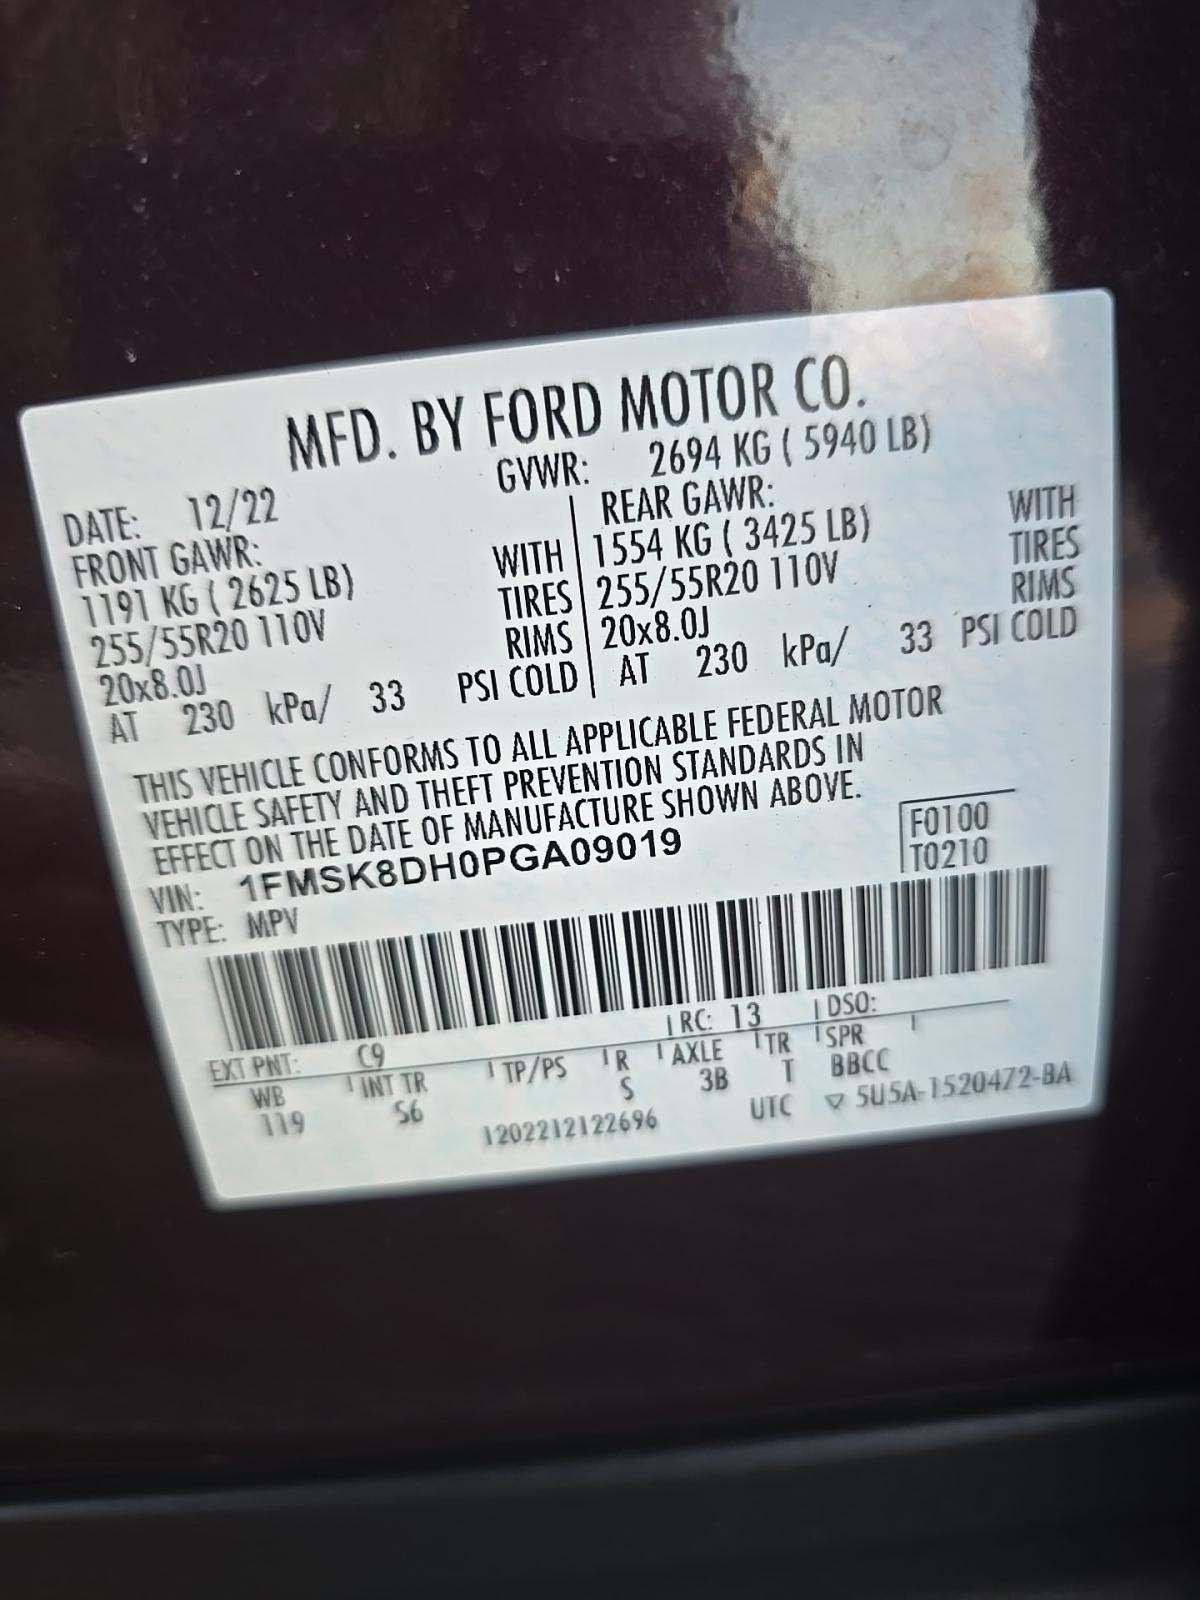 MFD. BY FORD MOTOR CO.
DATE: 12/22 GVWR: 2694 KG ( 5940 LB)
FRONT GAWR: REAR GAWR:
1191 KG ( 2625 LB) WITH 1554 KG ( 3425 LB) WITH
255/55R20 110V TIRES 255/55R20 110V TIRES
20x8.0J RIMS 20x8.0J RIMS
AT 230 kPa/ 33 PSI COLD AT 230 kPa/ 33 PSI COLD
THIS VEHICLE CONFORMS TO ALL APPLICABLE FEDERAL MOTOR
VEHICLE SAFETY AND THEFT PREVENTION STANDARDS IN
EFFECT ON THE DATE OF MANUFACTURE SHOWN ABOVE.
VIN: 1FMSK8DH0PGA09019 F0100
TYPE: MPV T0210
EXT PNT: C9 RC: 13 DSO:
WB INT TR TP/PS R AXLE TR SPR
119 S6 S 3B T BBCC
1202212122696 UTC ▽ 5U5A-1520472-BA